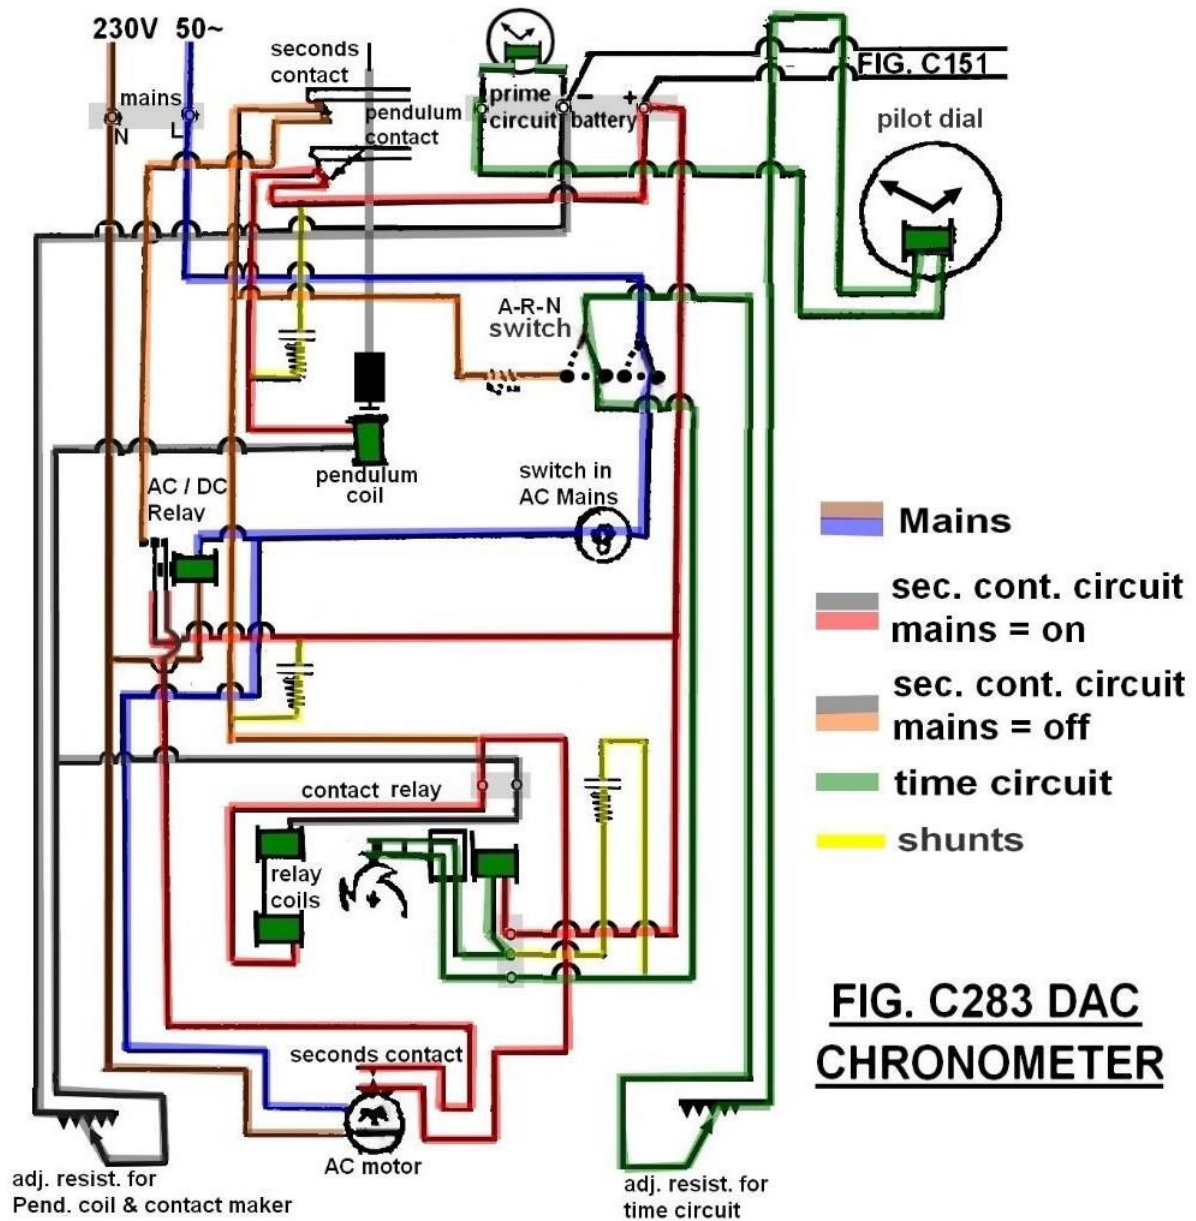 230V 50~
seconds
contact
mains
N
L
pendulum
contact
prime
circuit
- +
battery
FIG. C151
pilot dial
A-R-N
switch
pendulum
coil
AC / DC
Relay
switch in
AC Mains
Mains
sec. cont. circuit
mains = on
sec. cont. circuit
mains = off
time circuit
shunts
contact relay
relay
coils
seconds contact
AC motor
FIG. C283 DAC
CHRONOMETER
adj. resist. for
Pend. coil & contact maker
adj. resist. for
time circuit